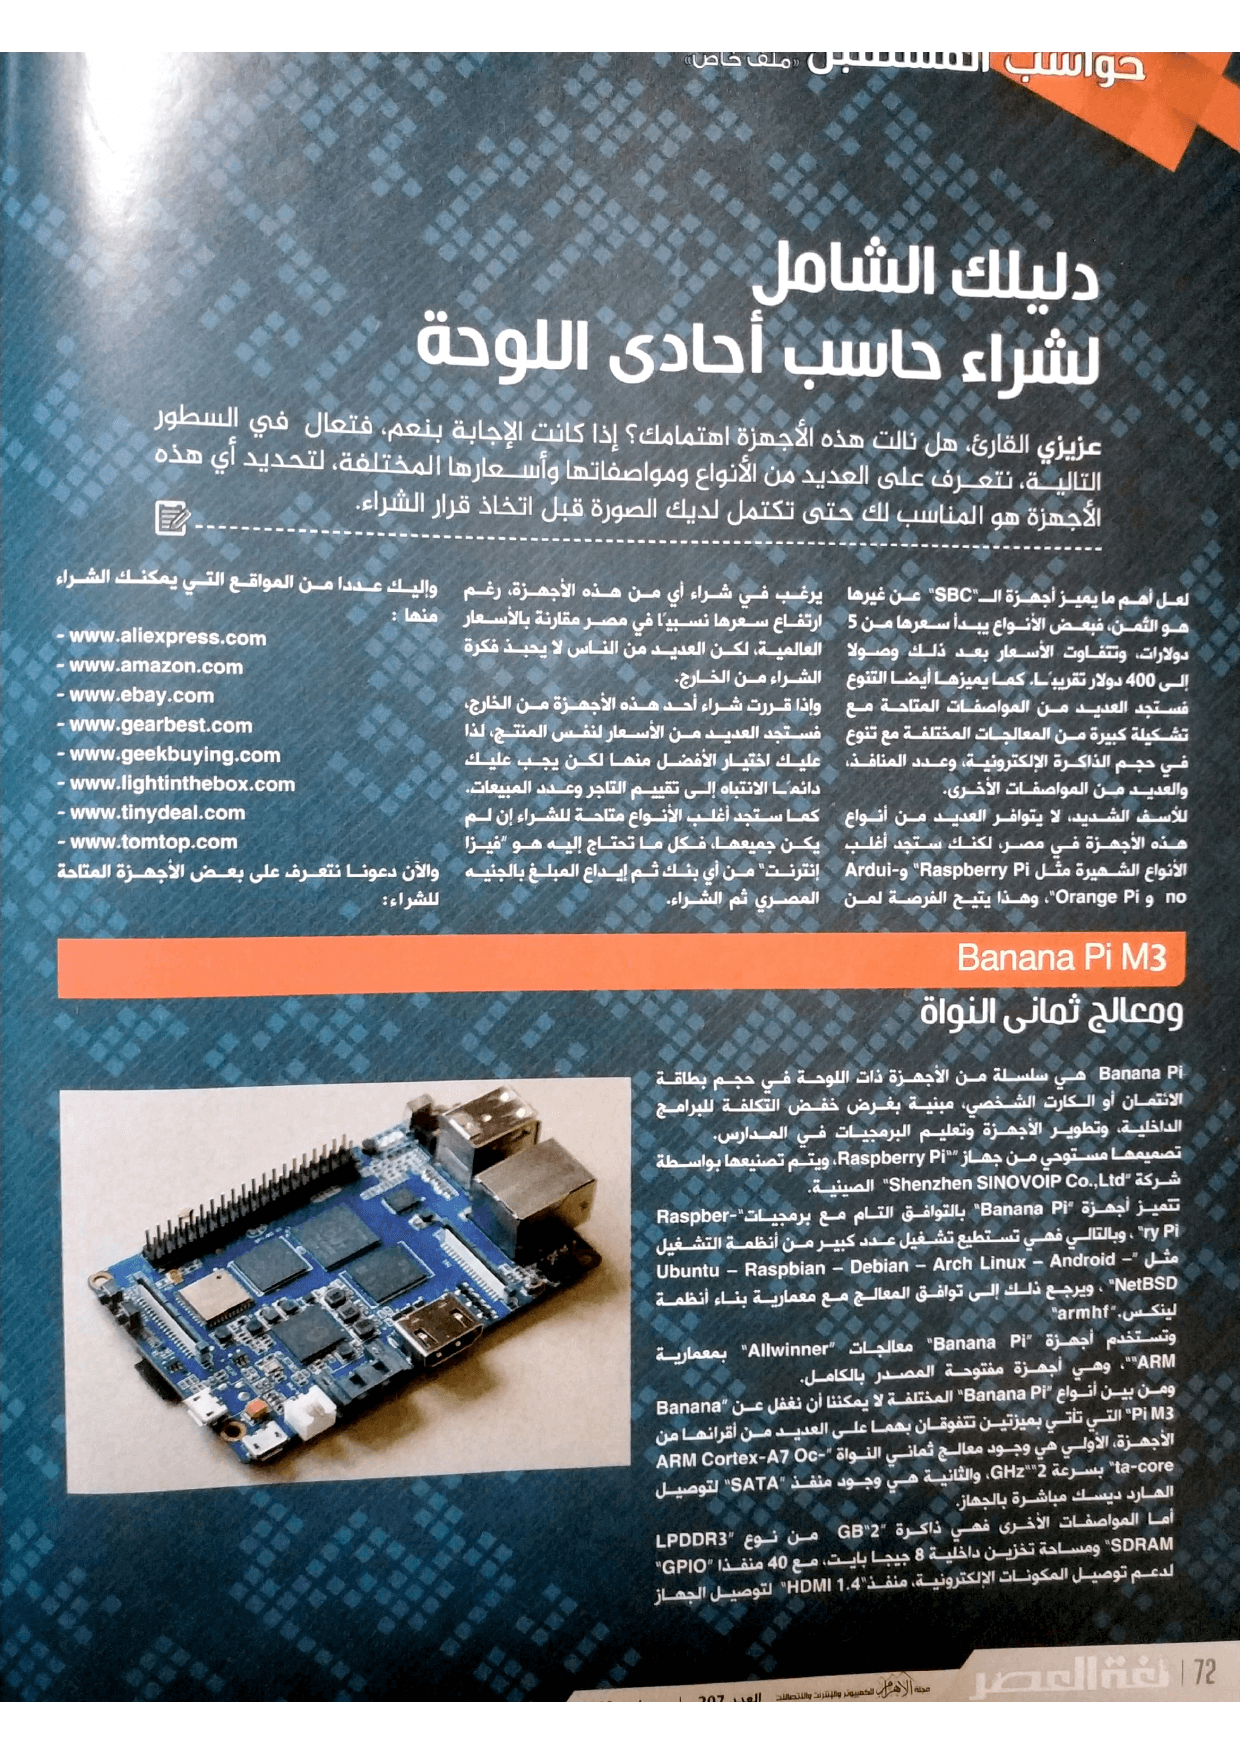 حواسب المستقبل «ملف خاص»
دليلك الشامل
لشراء حاسب أحادى اللوحة
عزيزي القارئ، هل نالت هذه الأجهزة اهتمامك؟ إذا كانت الإجابة بنعم، فتعال في السطور
التاليــة، نتعــرف على العديد من الأنواع ومواصفاتها وأســعارها المختلفة، لتحديد أي هذه
الأجهزة هو المناسب لك حتى تكتمل لديك الصورة قبل اتخاذ قرار الشراء.
لعل أهم ما يميز أجهزة الـ"SBC" عن غيرها
هو الثمن، فبعض الأنواع يبدأ سعرها من 5
دولارات، وتتفاوت الأسعار بعد ذلك وصولا
إلى 400 دولار تقريبًا، كما يميزها أيضا التنوع
فستجد العديد من المواصفات المتاحة مع
تشكيلة كبيرة من المعالجات المختلفة مع تنوع
في حجم الذاكرة الإلكترونية، وعدد المنافذ،
والعديد من المواصفات الأخرى.
للأسف الشديد، لا يتوافر العديد من أنواع
هذه الأجهزة في مصر، لكنك ستجد أغلب
الأنواع الشهيرة مثل Raspberry Pi" و-Ardui
no و Orange Pi"، وهذا يتيح الفرصة لمن
يرغب في شراء أي من هذه الأجهزة، رغم
ارتفاع سعرها نسبيًا في مصر مقارنة بالأسعار
العالمية، لكن العديد من الناس لا يحبذ فكرة
الشراء من الخارج.
وإذا قررت شراء أحد هذه الأجهزة من الخارج،
فستجد العديد من الأسعار لنفس المنتج، لذا
عليك اختيار الأفضل منها لكن يجب عليك
دائمًا الانتباه إلى تقييم التاجر وعدد المبيعات.
كما ستجد أغلب الأنواع متاحة للشراء إن لم
يكن جميعها، فكل ما تحتاج إليه هو "فيزا
إنترنت" من أي بنك ثم إيداع المبلغ بالجنيه
المصري ثم الشراء.
وإليك عددا من المواقع التي يمكنك الشراء
منها :
- www.aliexpress.com
- www.amazon.com
- www.ebay.com
- www.gearbest.com
- www.geekbuying.com
- www.lightinthebox.com
- www.tinydeal.com
- www.tomtop.com
والآن دعونا نتعرف على بعض الأجهزة المتاحة
للشراء:
Banana Pi M3
ومعالج ثمانى النواة
Banana Pi هي سلسلة من الأجهزة ذات اللوحة في حجم بطاقة
الائتمان أو الكارت الشخصي، مبنية بغرض خفض التكلفة للبرامج
الداخلية، وتطوير الأجهزة وتعليم البرمجيات في المدارس.
تصميمها مستوحي من جهاز "“Raspberry Pi، ويتم تصنيعها بواسطة
شركة "Shenzhen SINOVOIP Co.,Ltd" الصينية.
تتميز أجهزة "Banana Pi" بالتوافق التام مع برمجيات"-Raspber
ry Pi" ، وبالتالي فهي تستطيع تشغيل عدد كبير من أنظمة التشغيل
مثل "– Ubuntu – Raspbian – Debian – Arch Linux – Android
NetBSD" ، ويرجع ذلك إلى توافق المعالج مع معمارية بناء أنظمة
لينكس."armhf"
وتستخدم أجهزة "Banana Pi" معالجات "Allwinner" بمعمارية
ARM""، وهي أجهزة مفتوحة المصدر بالكامل.
ومن بين أنواع "Banana Pi" المختلفة لا يمكننا أن نغفل عن "Banana
Pi M3" التي تأتي بميزتين تتفوقان بهما على العديد من أقرانها من
الأجهزة، الأولي هي وجود معالج ثماني النواة "-ARM Cortex-A7 Oc
ta-core" بسرعة 2"“GHz، والثانية هي وجود منفذ "SATA" لتوصيل
الهارد ديسك مباشرة بالجهاز.
أما المواصفات الأخرى فهي ذاكرة "2“GB من نوع "LPDDR3
SDRAM" ومساحة تخزين داخلية 8 جيجا بايت، مع 40 منفذا "GPIO"
لدعم توصيل المكونات الإلكترونية، منفذ"HDMI 1.4" لتوصيل الجهاز
72 | لغة العصر
مجلة الأهرام للكمبيوتر والإنترنت والاتصالات
العدد 207